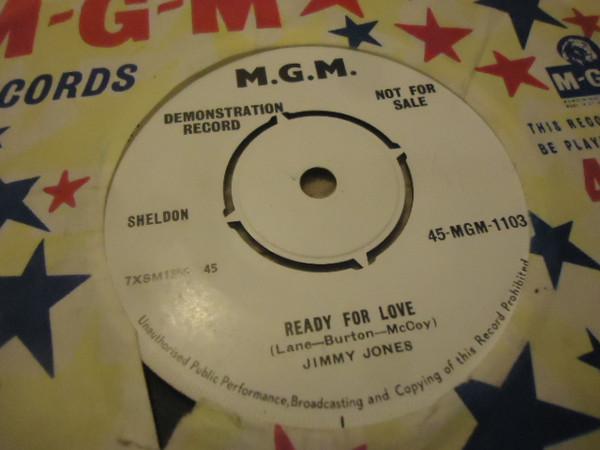 M-G-M
CORDS
M.G.M.
DEMONSTRATION
RECORD
NOT FOR
SALE
SHELDON
45-MGM-1103
45
READY FOR LOVE
(Lane—Burton—McCoy)
JIMMY JONES
Unauthorised Public Performance, Broadcasting and Copying of this Record Prohibited
M-G
THIS RECO
BE PLAY